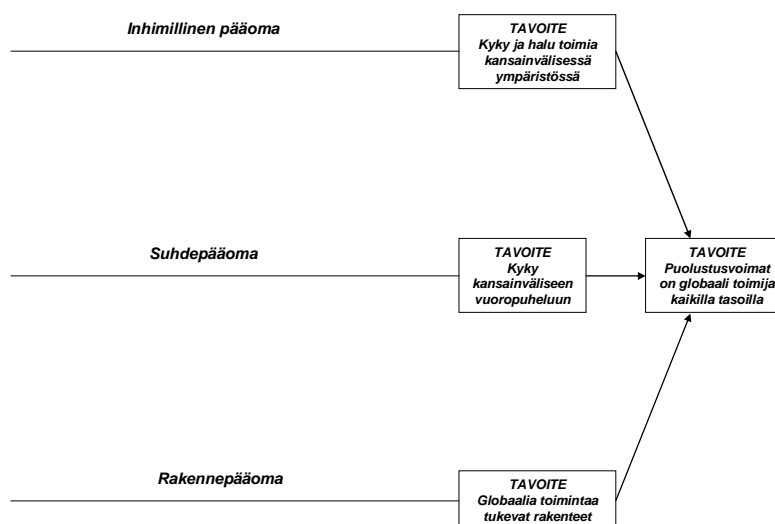 Inhimillinen pääoma
TAVOITE
Kyky ja halu toimia
kansainvälisessä
ympäristössä
Suhdepääoma
TAVOITE
Kyky
kansainväliseen
vuoropuheluun
TAVOITE
Puolustusvoimat
on globaali toimija
kaikilla tasoilla
Rakennepääoma
TAVOITE
Globaalia toimintaa
tukevat rakenteet